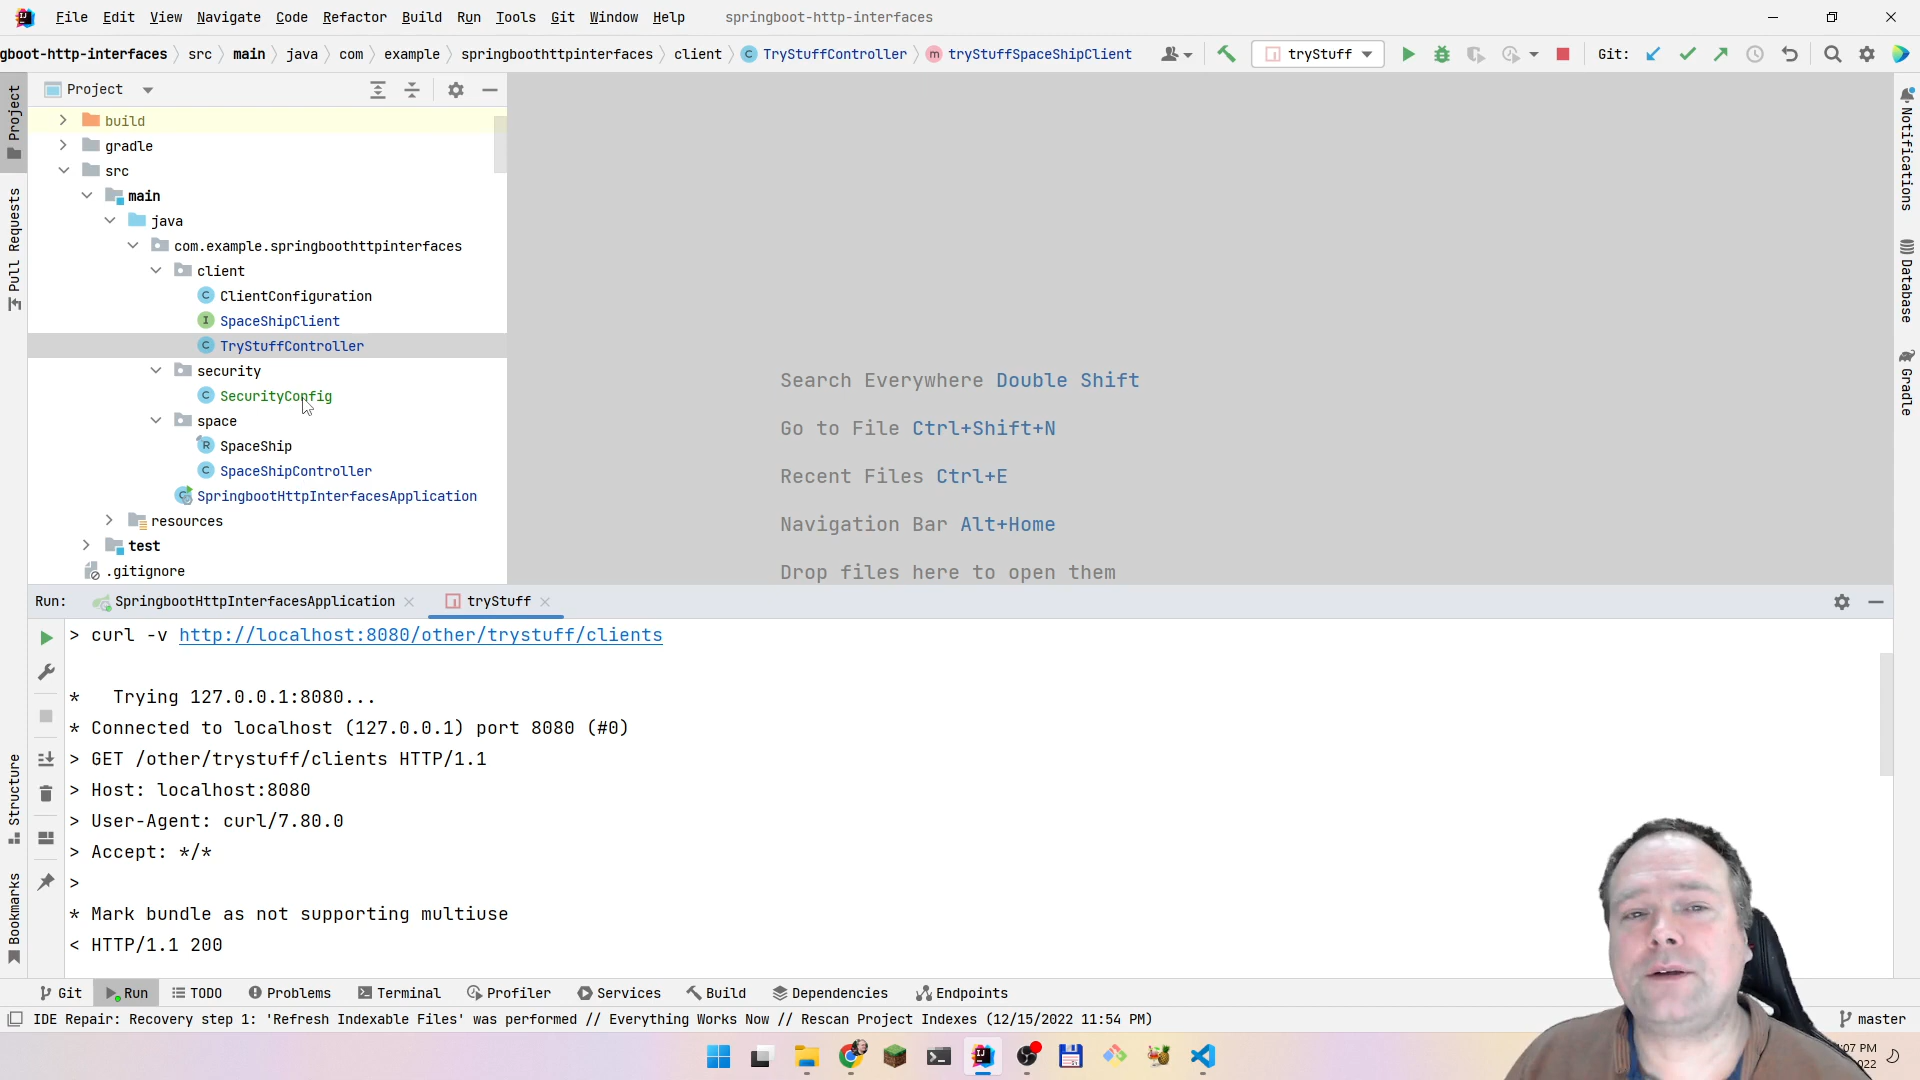 File Edit View Navigate Code Refactor Build Run Tools Git Window Help springboot-http-interfaces
gboot-http-interfaces src main java com example springboothttpinterfaces client TryStuffController tryStuffSpaceShipClient tryStuff Git:
Project
build
gradle
src
main
java
com.example.springboothttpinterfaces
client
ClientConfiguration
SpaceShipClient
TryStuffController
security
SecurityConfig
space
SpaceShip
SpaceShipController
SpringbootHttpInterfacesApplication
resources
test
.gitignore
Project
Pull Requests
Structure
Bookmarks
Search Everywhere Double Shift
Go to File Ctrl+Shift+N
Recent Files Ctrl+E
Navigation Bar Alt+Home
Drop files here to open them
Notifications
Database
Gradle
Run: SpringbootHttpInterfacesApplication tryStuff
> curl -v http://localhost:8080/other/trystuff/clients
* Trying 127.0.0.1:8080...
* Connected to localhost (127.0.0.1) port 8080 (#0)
> GET /other/trystuff/clients HTTP/1.1
> Host: localhost:8080
> User-Agent: curl/7.80.0
> Accept: */*
>
* Mark bundle as not supporting multiuse
< HTTP/1.1 200
Git Run TODO Problems Terminal Profiler Services Build Dependencies Endpoints
IDE Repair: Recovery step 1: 'Refresh Indexable Files' was performed // Everything Works Now // Rescan Project Indexes (12/15/2022 11:54 PM) master
:07 PM